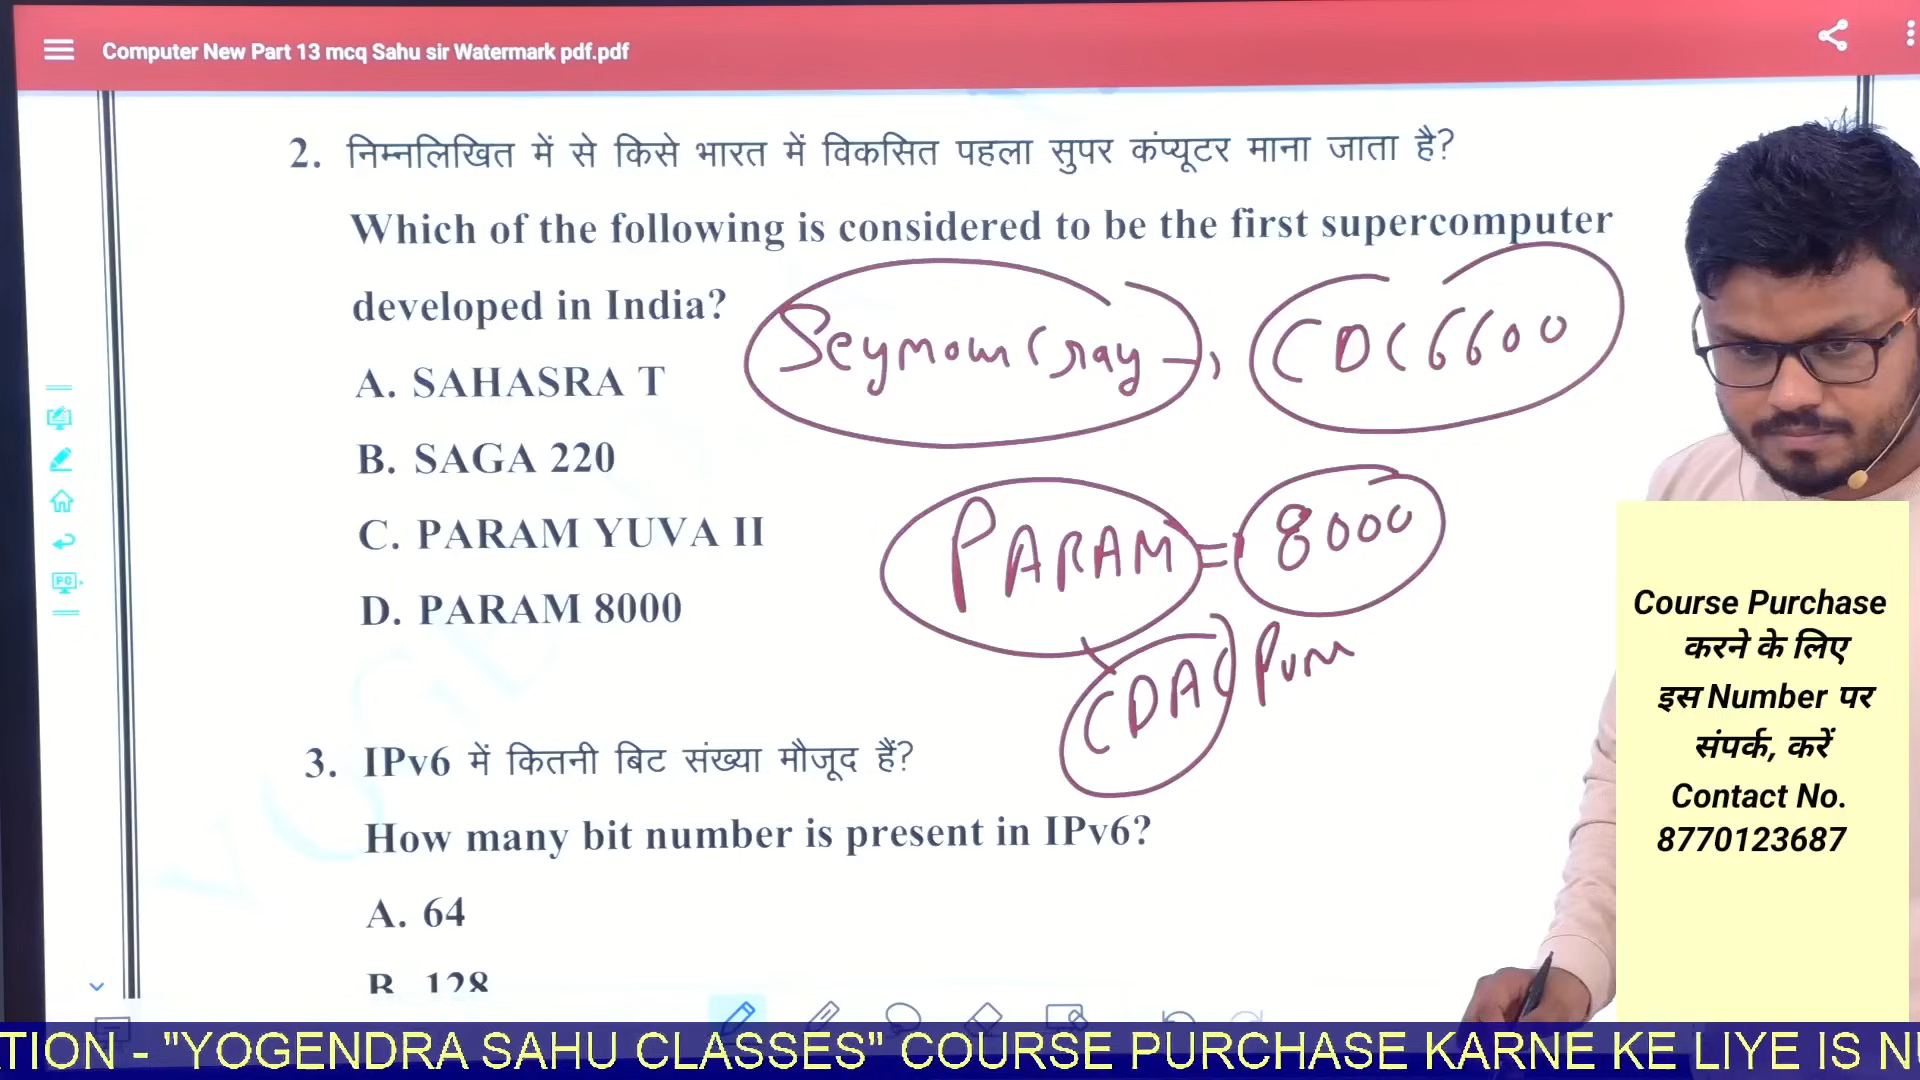 Computer New Part 13 mcq Sahu sir Watermark pdf.pdf
2. निम्नलिखित में से किसे भारत में विकसित पहला सुपर कंप्यूटर माना जाता है?
Which of the following is considered to be the first supercomputer
developed in India?
Seymour Cray → CDC 6600
A. SAHASRA T
B. SAGA 220
C. PARAM YUVA II
D. PARAM 8000
PARAM = 8000
CDAC Pune
3. IPv6 में कितनी बिट संख्या मौजूद हैं?
How many bit number is present in IPv6?
A. 64
B. 128
Course Purchase
करने के लिए
इस Number पर
संपर्क, करें
Contact No.
8770123687
TION - "YOGENDRA SAHU CLASSES" COURSE PURCHASE KARNE KE LIYE IS NU